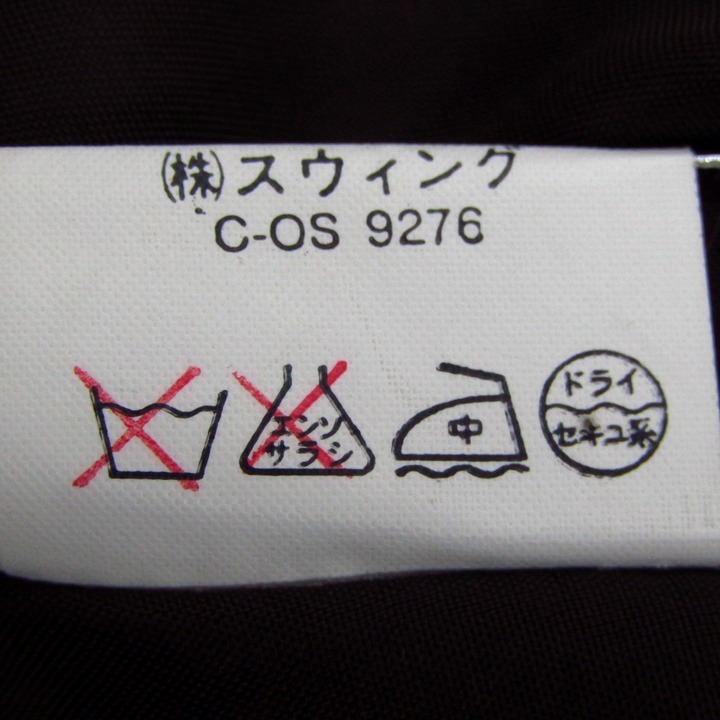 (株)スウィング
C-OS 9276
エンソ
サラシ
中
ドライ
セキユ系